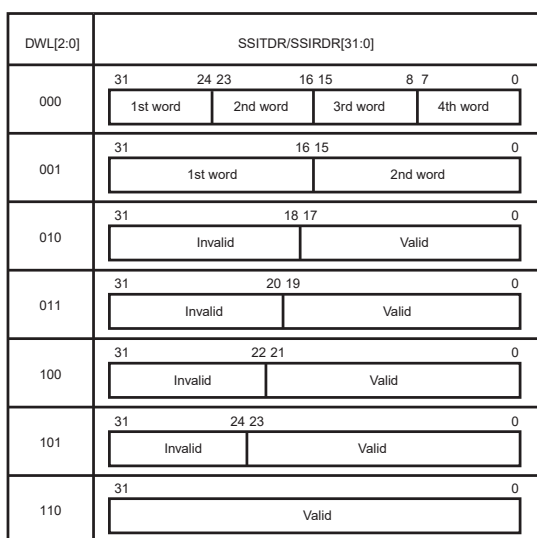 DWL[2:0] SSITDR/SSIRDR[31:0]
31 24 23 16 15 8 7 0
000 1st word 2nd word 3rd word 4th word
31 16 15 0
001 1st word 2nd word
31 18 17 0
010 Invalid Valid
31 20 19 0
011 Invalid Valid
31 22 21 0
100 Invalid Valid
31 24 23 0
101 Invalid Valid
31 0
110 Valid